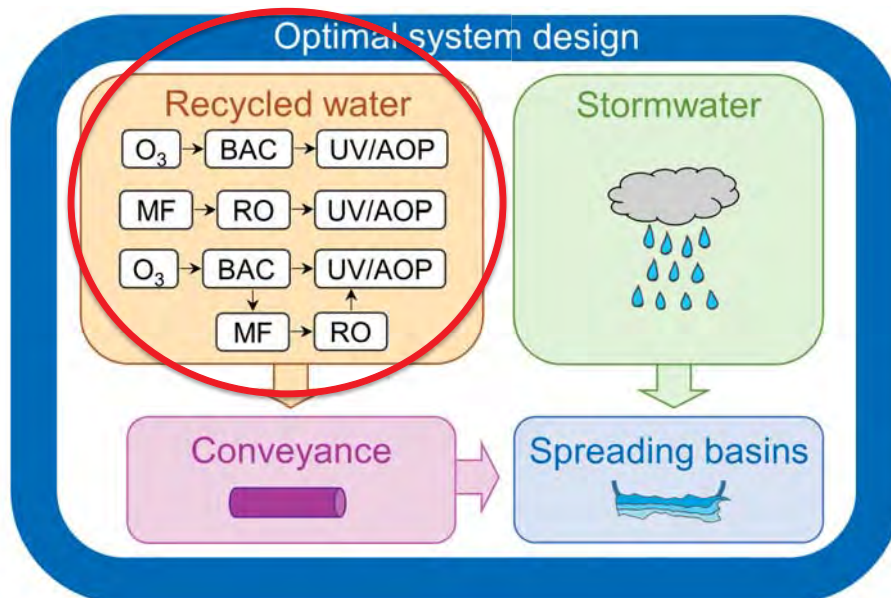 Optimal system design
Recycled water
O₃ BAC UV/AOP
MF RO UV/AOP
O₃ BAC UV/AOP
MF RO
Stormwater
Conveyance
Spreading basins